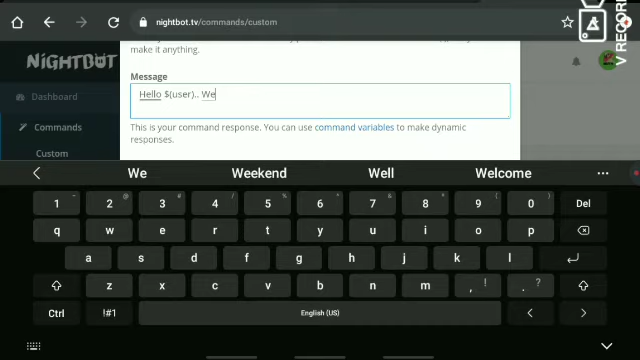 nightbot.tv/commands/custom
V RECOR
make it anything.
NIGHTBOT
Message
Dashboard
Hello $(user).. We
Commands
This is your command response. You can use command variables to make dynamic
responses.
Custom
We Weekend Well Welcome ...
1 2 @ 3 # 4 / 5 % 6 ^ 7 & 8 * 9 ( 0 ) Del
q w e r t y u i o p
a s d f g h j k l
z x c v b n m , ! . ?
Ctrl !#1 English (US) < >